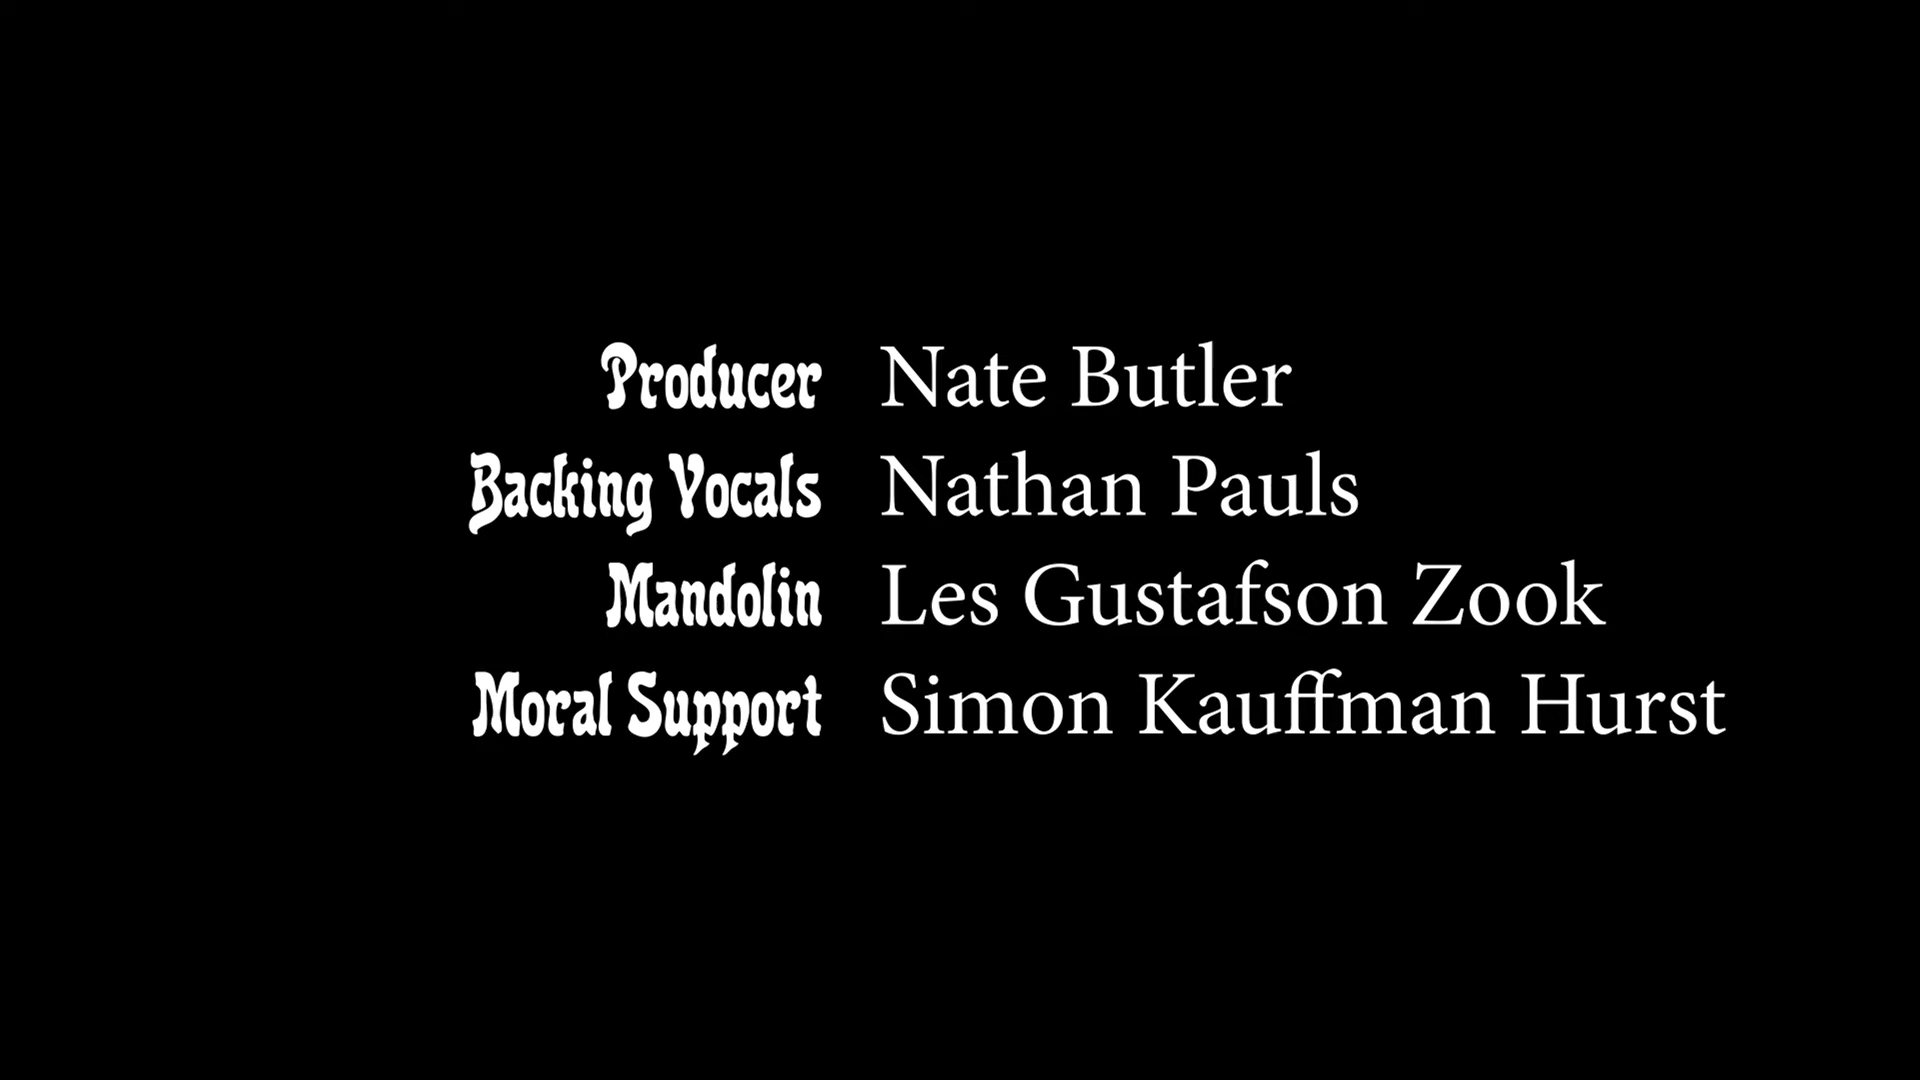 Producer Nate Butler
Backing Vocals Nathan Pauls
Mandolin Les Gustafson Zook
Moral Support Simon Kauffman Hurst